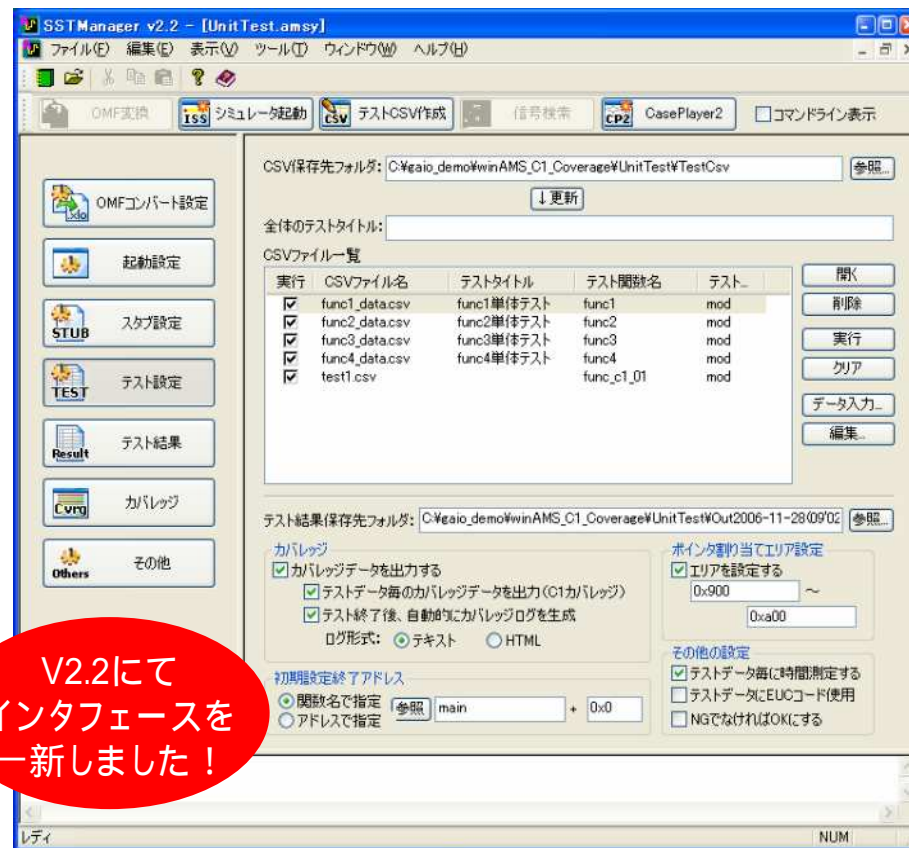 SSTManager v2.2 - [UnitTest.amsy]
ファイル(F) 編集(E) 表示(V) ツール(T) ウィンドウ(W) ヘルプ(H)
OMF変換 ISS シミュレータ起動 CSV テストCSV作成 信号検索 CP2 CasePlayer2 コマンドライン表示
CSV保存先フォルダ: C:¥gaio_demo¥winAMS_C1_Coverage¥UnitTest¥TestCsv 参照...
↓更新
全体のテストタイトル:
CSVファイル一覧
実行 CSVファイル名 テストタイトル テスト関数名 テスト...
func1_data.csv func1単体テスト func1 mod
func2_data.csv func2単体テスト func2 mod
func3_data.csv func3単体テスト func3 mod
func4_data.csv func4単体テスト func4 mod
test1.csv func_c1_01 mod
開く
削除
実行
クリア
データ入力...
編集...
xlo OMFコンバート設定
起動設定
STUB スタブ設定
TEST テスト設定
Result テスト結果
Cvrg カバレッジ
Others その他
テスト結果保存先フォルダ: C:¥gaio_demo¥winAMS_C1_Coverage¥UnitTest¥Out2006-11-28(09'02 参照...
カバレッジ
カバレッジデータを出力する
テストデータ毎のカバレッジデータを出力(C1カバレッジ)
テスト終了後、自動的にカバレッジログを生成
ログ形式: テキスト HTML
ポインタ割り当てエリア設定
エリアを設定する
0x900 ～
0xa00
初期設定終了アドレス
関数名で指定 参照 main + 0x0
アドレスで指定
その他の設定
テストデータ毎に時間測定する
テストデータにEUCコード使用
NGでなければOKにする
V2.2にて
インタフェースを
一新しました！
レディ NUM